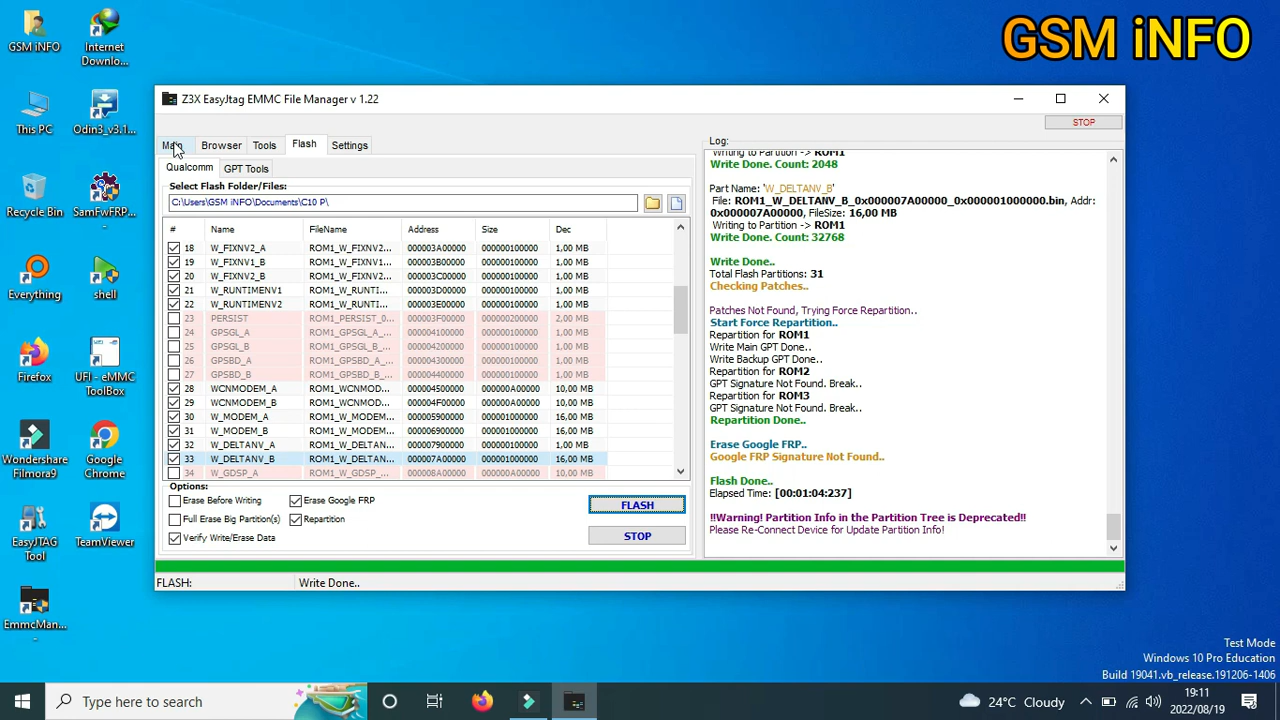 GSM iNFO
GSM iNFO
Internet Downlo...
This PC
Odin3_v3.1...
Recycle Bin
SamFwFRP...
-
Everything
shell
Firefox
UFI - eMMC ToolBox
Wondershare Filmora9
Google Chrome
EasyJTAG Tool
TeamViewer
EmmcMan...
-
Z3X EasyJtag EMMC File Manager v 1.22
STOP
Main Browser Tools Flash Settings
Qualcomm GPT Tools
Select Flash Folder/Files:
C:\Users\GSM iNFO\Documents\C10 P\
# Name FileName Address Size Dec
18 W_FIXNV2_A ROM1_W_FIXNV2... 000003A00000 000000100000 1,00 MB
19 W_FIXNV1_B ROM1_W_FIXNV1... 000003B00000 000000100000 1,00 MB
20 W_FIXNV2_B ROM1_W_FIXNV2... 000003C00000 000000100000 1,00 MB
21 W_RUNTIMENV1 ROM1_W_RUNTI... 000003D00000 000000100000 1,00 MB
22 W_RUNTIMENV2 ROM1_W_RUNTI... 000003E00000 000000100000 1,00 MB
23 PERSIST ROM1_PERSIST_0... 000003F00000 000000200000 2,00 MB
24 GPSGL_A ROM1_GPSGL_A_... 000004100000 000000100000 1,00 MB
25 GPSGL_B ROM1_GPSGL_B_... 000004200000 000000100000 1,00 MB
26 GPSBD_A ROM1_GPSBD_A_... 000004300000 000000100000 1,00 MB
27 GPSBD_B ROM1_GPSBD_B_... 000004400000 000000100000 1,00 MB
28 WCNMODEM_A ROM1_WCNMOD... 000004500000 000000A00000 10,00 MB
29 WCNMODEM_B ROM1_WCNMOD... 000004F00000 000000A00000 10,00 MB
30 W_MODEM_A ROM1_W_MODEM... 000005900000 000001000000 16,00 MB
31 W_MODEM_B ROM1_W_MODEM... 000006900000 000001000000 16,00 MB
32 W_DELTANV_A ROM1_W_DELTAN... 000007900000 000000100000 1,00 MB
33 W_DELTANV_B ROM1_W_DELTAN... 000007A00000 000001000000 16,00 MB
34 W_GDSP_A ROM1_W_GDSP_... 000008A00000 000000A00000 10,00 MB
Options:
Erase Before Writing Erase Google FRP
Full Erase Big Partition(s) Repartition
Verify Write/Erase Data
FLASH
STOP
Log:
Writing to Partition -> ROM1
Write Done. Count: 2048
Part Name: 'W_DELTANV_B'
File: ROM1_W_DELTANV_B_0x000007A00000_0x000001000000.bin, Addr:
0x000007A00000, FileSize: 16,00 MB
Writing to Partition -> ROM1
Write Done. Count: 32768
Write Done..
Total Flash Partitions: 31
Checking Patches..
Patches Not Found, Trying Force Repartition..
Start Force Repartition..
Repartition for ROM1
Write Main GPT Done..
Write Backup GPT Done..
Repartition for ROM2
GPT Signature Not Found. Break..
Repartition for ROM3
GPT Signature Not Found. Break..
Repartition Done..
Erase Google FRP..
Google FRP Signature Not Found..
Flash Done..
Elapsed Time: [00:01:04:237]
!!Warning! Partition Info in the Partition Tree is Deprecated!!
Please Re-Connect Device for Update Partition Info!
FLASH: Write Done..
Test Mode
Windows 10 Pro Education
Build 19041.vb_release.191206-1406
Type here to search
24°C Cloudy
19:11
2022/08/19